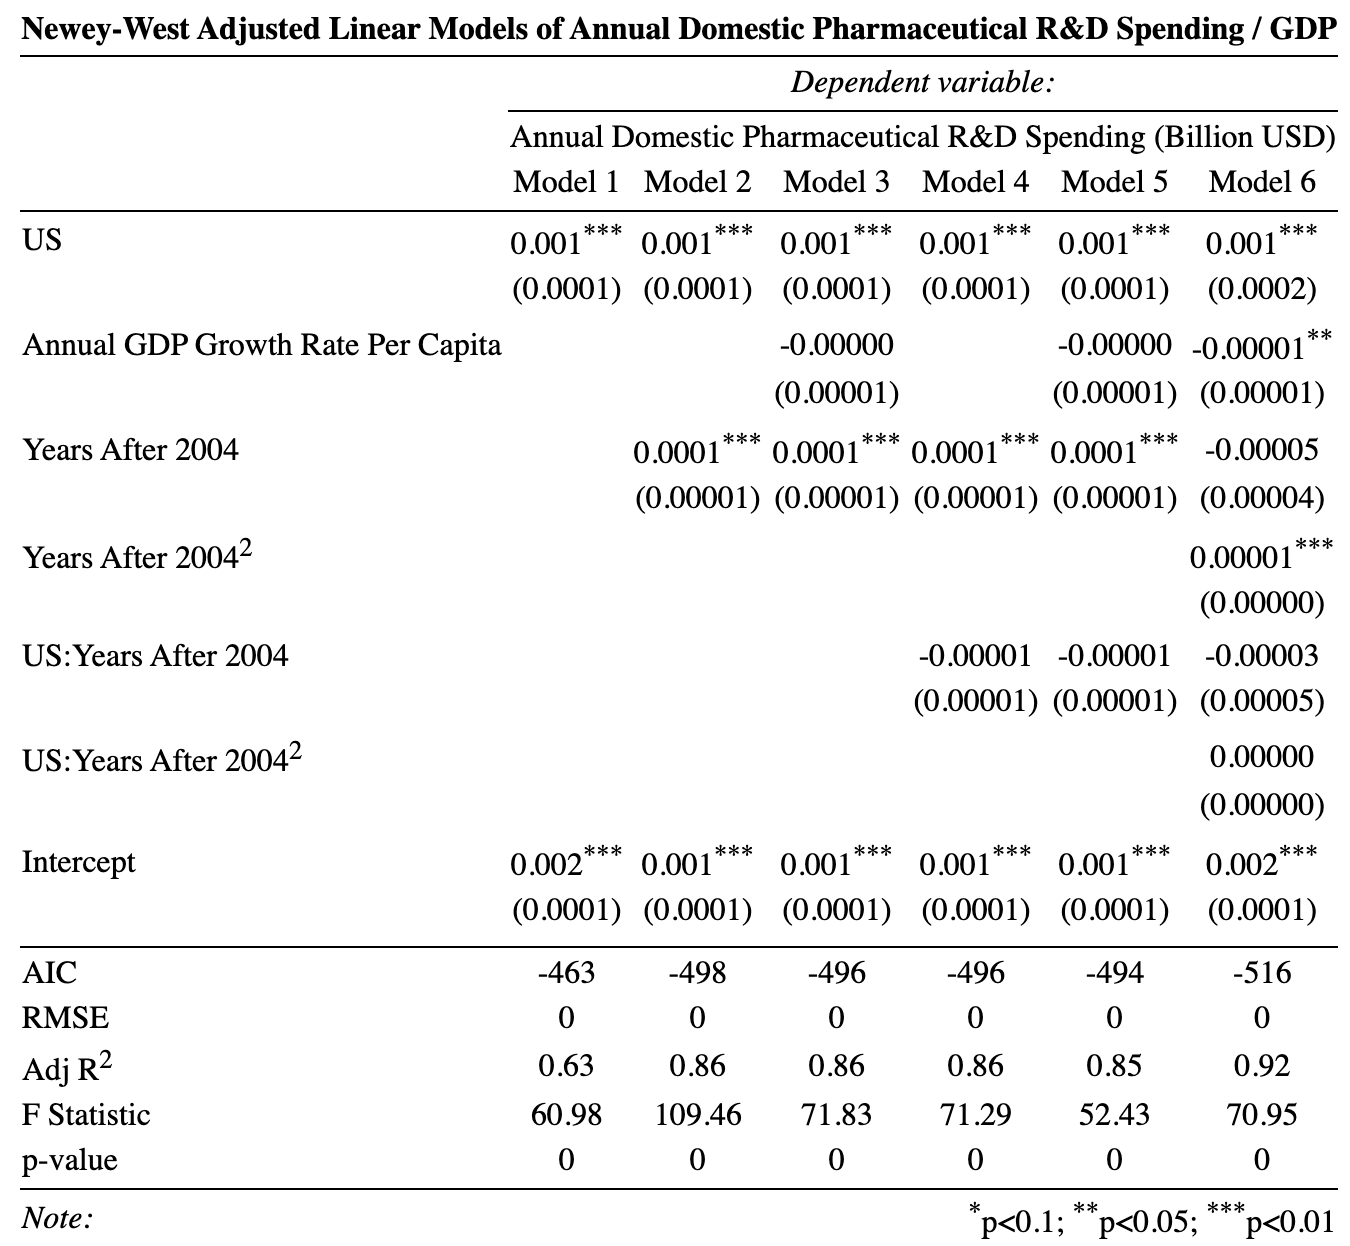 Newey-West Adjusted Linear Models of Annual Domestic Pharmaceutical R&D Spending / GDP
Dependent variable:
Annual Domestic Pharmaceutical R&D Spending (Billion USD)
Model 1 Model 2 Model 3 Model 4 Model 5 Model 6
US 0.001*** 0.001*** 0.001*** 0.001*** 0.001*** 0.001***
(0.0001) (0.0001) (0.0001) (0.0001) (0.0001) (0.0002)
Annual GDP Growth Rate Per Capita -0.00000 -0.00000 -0.00001**
(0.00001) (0.00001) (0.00001)
Years After 2004 0.0001*** 0.0001*** 0.0001*** 0.0001*** -0.00005
(0.00001) (0.00001) (0.00001) (0.00001) (0.00004)
Years After 2004² 0.00001***
(0.00000)
US:Years After 2004 -0.00001 -0.00001 -0.00003
(0.00001) (0.00001) (0.00005)
US:Years After 2004² 0.00000
(0.00000)
Intercept 0.002*** 0.001*** 0.001*** 0.001*** 0.001*** 0.002***
(0.0001) (0.0001) (0.0001) (0.0001) (0.0001) (0.0001)
AIC -463 -498 -496 -496 -494 -516
RMSE 0 0 0 0 0 0
Adj R² 0.63 0.86 0.86 0.86 0.85 0.92
F Statistic 60.98 109.46 71.83 71.29 52.43 70.95
p-value 0 0 0 0 0 0
Note: *p<0.1; **p<0.05; ***p<0.01